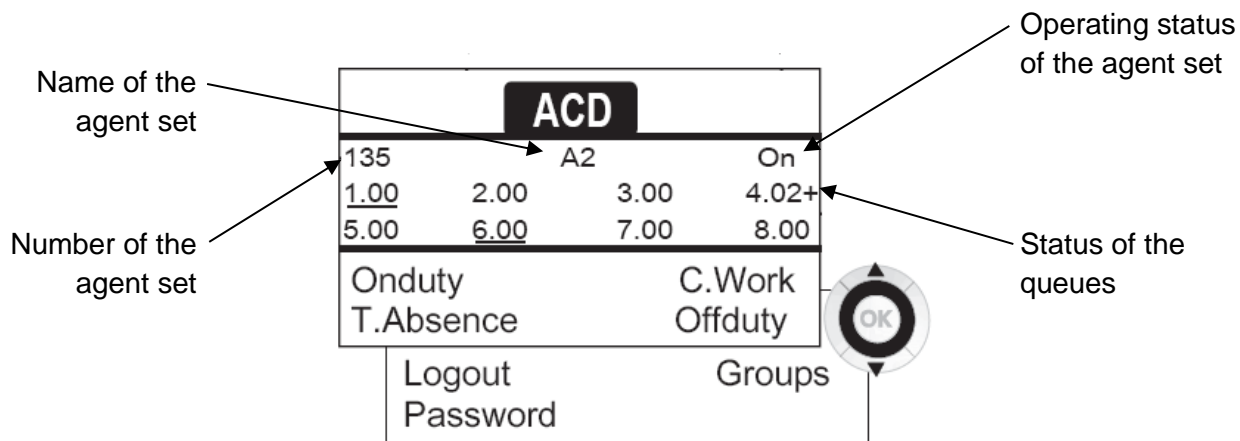 Operating status
of the agent set
Name of the
agent set
ACD
135 A2 On
1.00 2.00 3.00 4.02+
5.00 6.00 7.00 8.00
Number of the
agent set
Status of the
queues
Onduty C.Work
T.Absence Offduty
OK
Logout Groups
Password